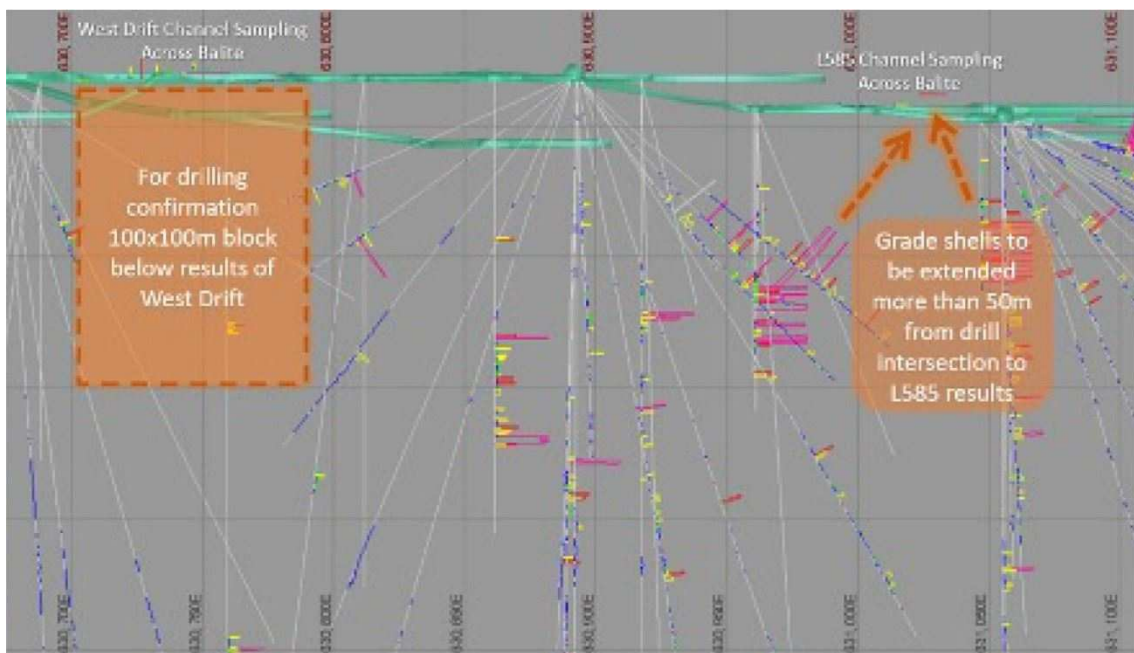 630, 700E
West Drift Channel Sampling
Across Balite
630, 800E
630, 900E
631, 000E
L585 Channel Sampling
Across Balite
631, 100E
For drilling
confirmation
100x100m block
below results of
West Drift
Grade shells to
be extended
more than 50m
from drill
intersection to
L585 results
630, 700E
630, 750E
630, 800E
630, 850E
630, 900E
630, 950E
631, 000E
631, 050E
631, 100E